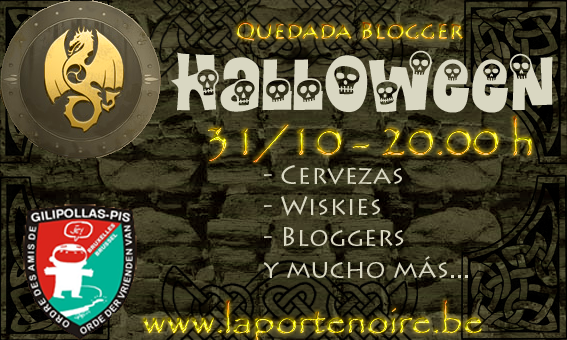 Quedada Blogger
Halloween
31/10 - 20.00 h
- Cervezas
- Wiskies
- Bloggers
y mucho más...
GILIPOLLAS-PIS
ORDRE DES AMIS DE
ORDE DER VRIENDEN VAN
BRUXELLES
BRUSSEL
www.laportenoire.be